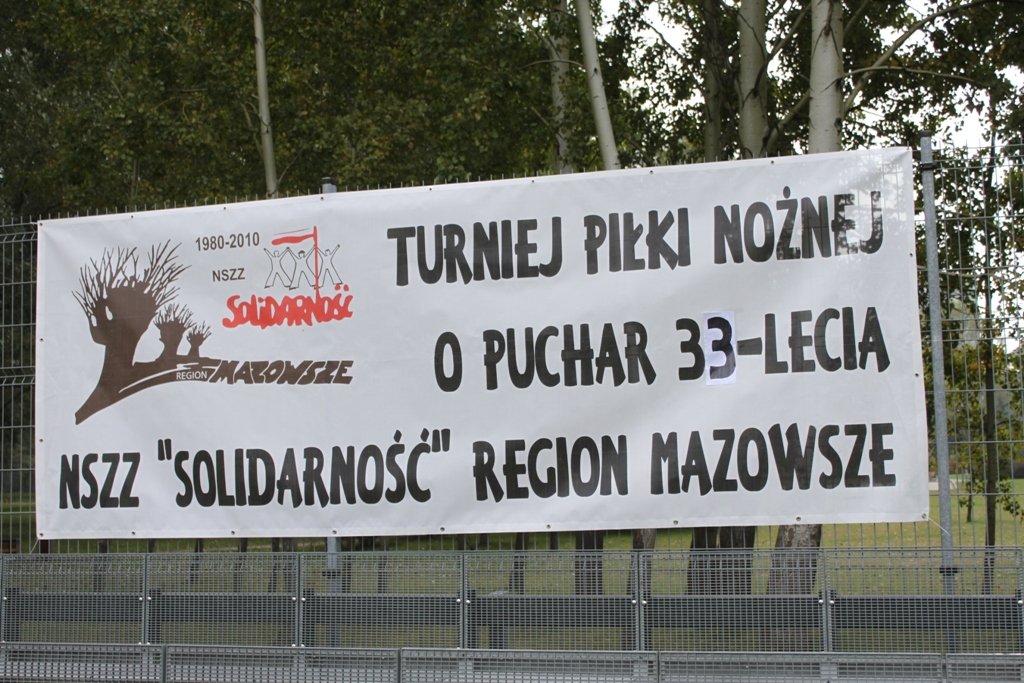 1980-2010
NSZZ
SOLIDARNOŚĆ
REGION MAZOWSZE
TURNIEJ PIŁKI NOŻNEJ
O PUCHAR 33-LECIA
NSZZ "SOLIDARNOŚĆ" REGION MAZOWSZE